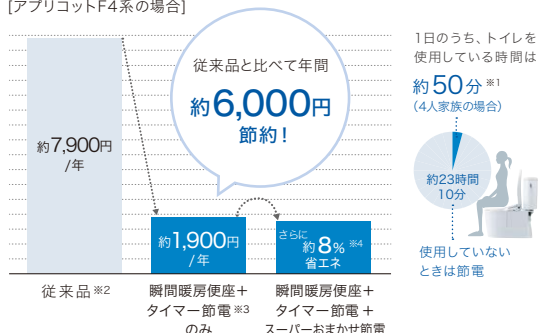 [アプリコットF4系の場合]
従来品と比べて年間
約6,000円
節約！
約7,900円
/年
約1,900円
/年
さらに
約8%※4
省エネ
従来品※2
瞬間暖房便座＋
タイマー節電※3
のみ
瞬間暖房便座＋
タイマー節電＋
スーパーおまかせ節電
1日のうち、トイレを
使用している時間は
約50分※1
（4人家族の場合）
約23時間
10分
使用していない
ときは節電